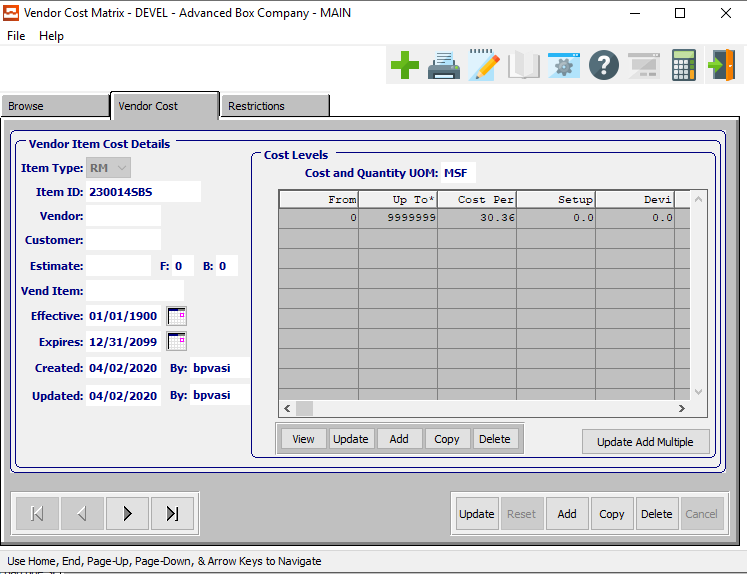 Vendor Cost Matrix - DEVEL - Advanced Box Company - MAIN
File Help
Browse Vendor Cost Restrictions
Vendor Item Cost Details
Item Type: RM
Item ID: 230014SBS
Vendor:
Customer:
Estimate: F: 0 B: 0
Vend Item:
Effective: 01/01/1900
Expires: 12/31/2099
Created: 04/02/2020 By: bpvasi
Updated: 04/02/2020 By: bpvasi
Cost Levels
Cost and Quantity UOM: MSF
From Up To* Cost Per Setup Devi
0 9999999 30.36 0.0 0.0
View Update Add Copy Delete Update Add Multiple
Update Reset Add Copy Delete Cancel
Use Home, End, Page-Up, Page-Down, & Arrow Keys to Navigate